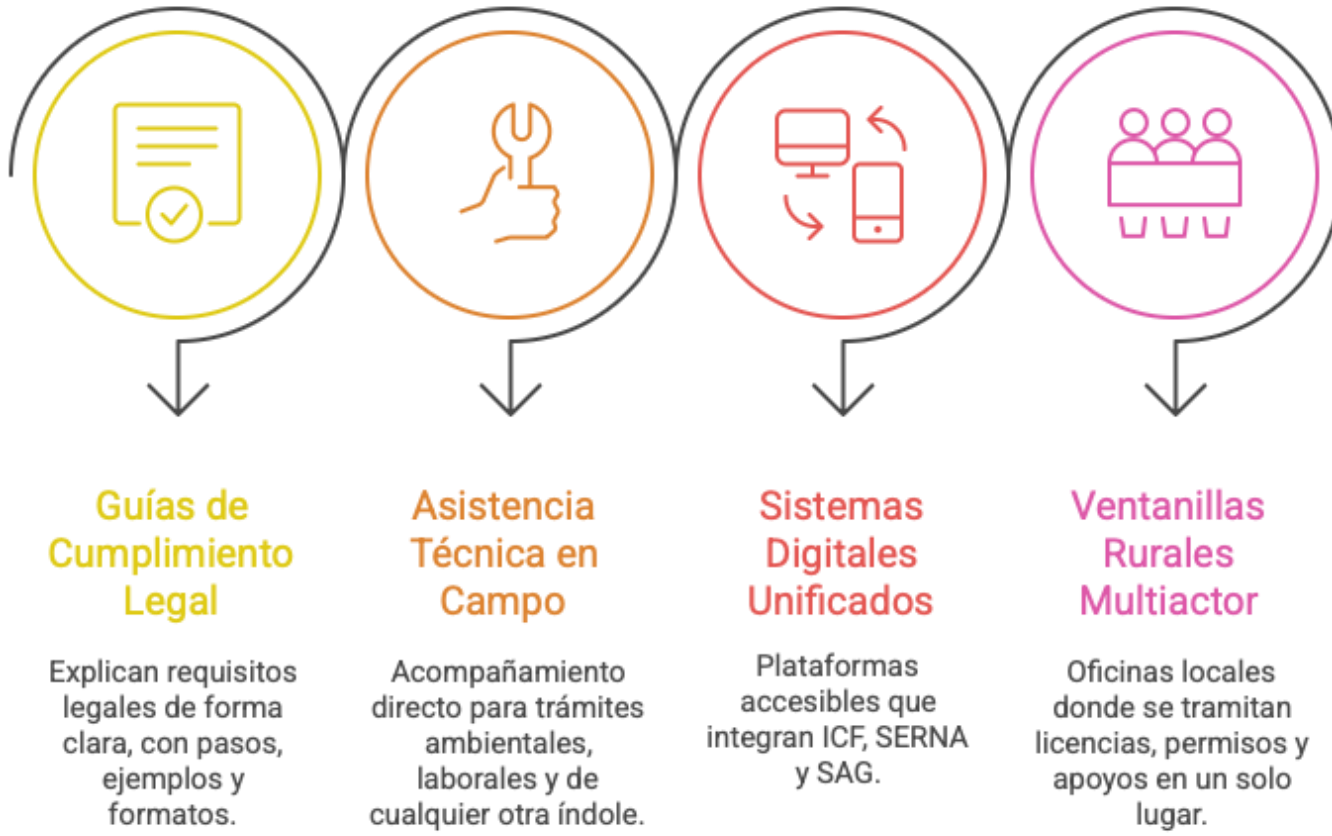 Guías de
Cumplimiento
Legal
Explican requisitos
legales de forma
clara, con pasos,
ejemplos y
formatos.
Asistencia
Técnica en
Campo
Acompañamiento
directo para trámites
ambientales,
laborales y de
cualquier otra índole.
Sistemas
Digitales
Unificados
Plataformas
accesibles que
integran ICF, SERNA
y SAG.
Ventanillas
Rurales
Multiactor
Oficinas locales
donde se tramitan
licencias, permisos y
apoyos en un solo
lugar.